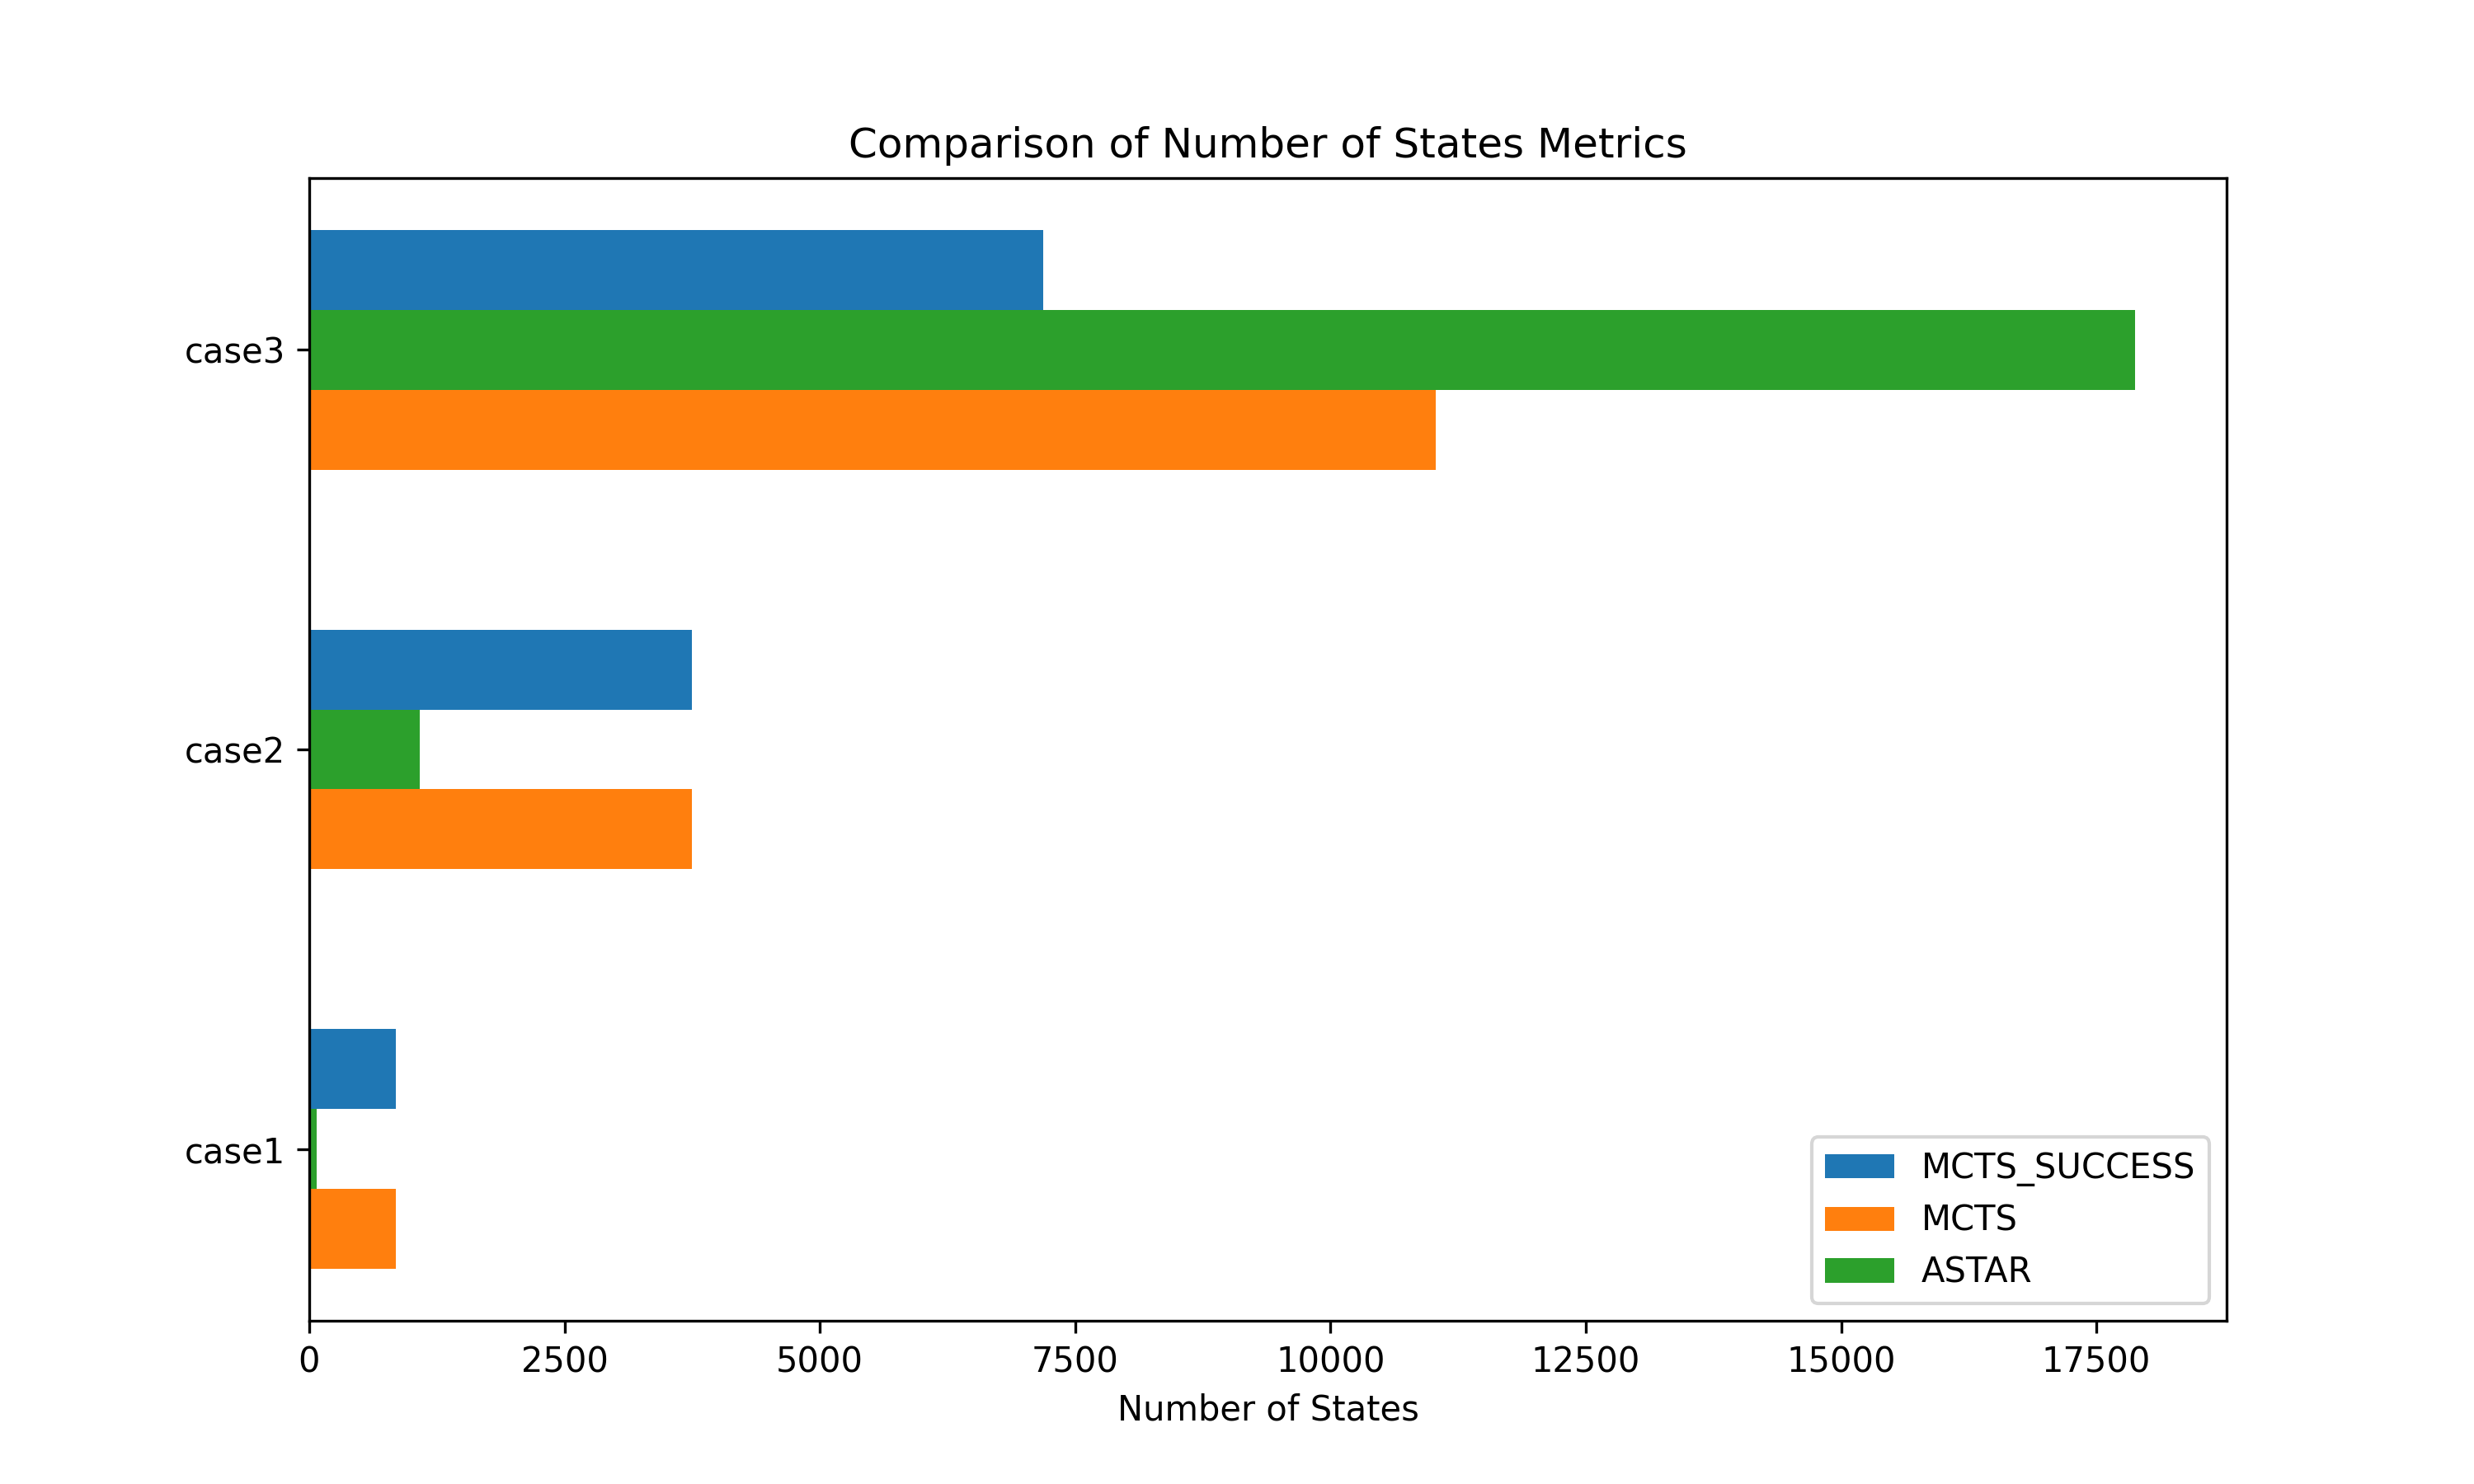 Comparison of Number of States Metrics
case3
case2
case1
MCTS_SUCCESS
MCTS
ASTAR
0 2500 5000 7500 10000 12500 15000 17500
Number of States